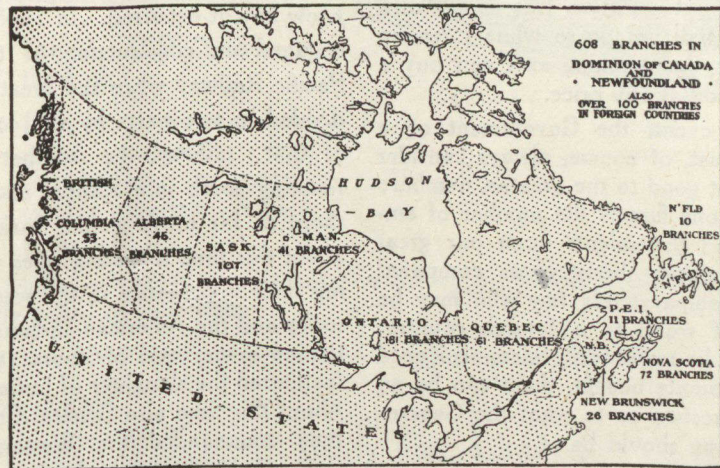 608 BRANCHES IN
DOMINION OF CANADA
AND
• NEWFOUNDLAND •
ALSO
OVER 100 BRANCHES
IN FOREIGN COUNTRIES
BRITISH
COLUMBIA
53
BRANCHES
ALBERTA
46
BRANCHES
SASK.
107
BRANCHES
MAN.
41 BRANCHES
HUDSON
BAY
ONTARIO
181 BRANCHES
QUEBEC
61 BRANCHES
N'FLD
10
BRANCHES
N'FLD.
P.E.I.
11 BRANCHES
N.B.
NOVA SCOTIA
72 BRANCHES
NEW BRUNSWICK
26 BRANCHES
UNITED STATES